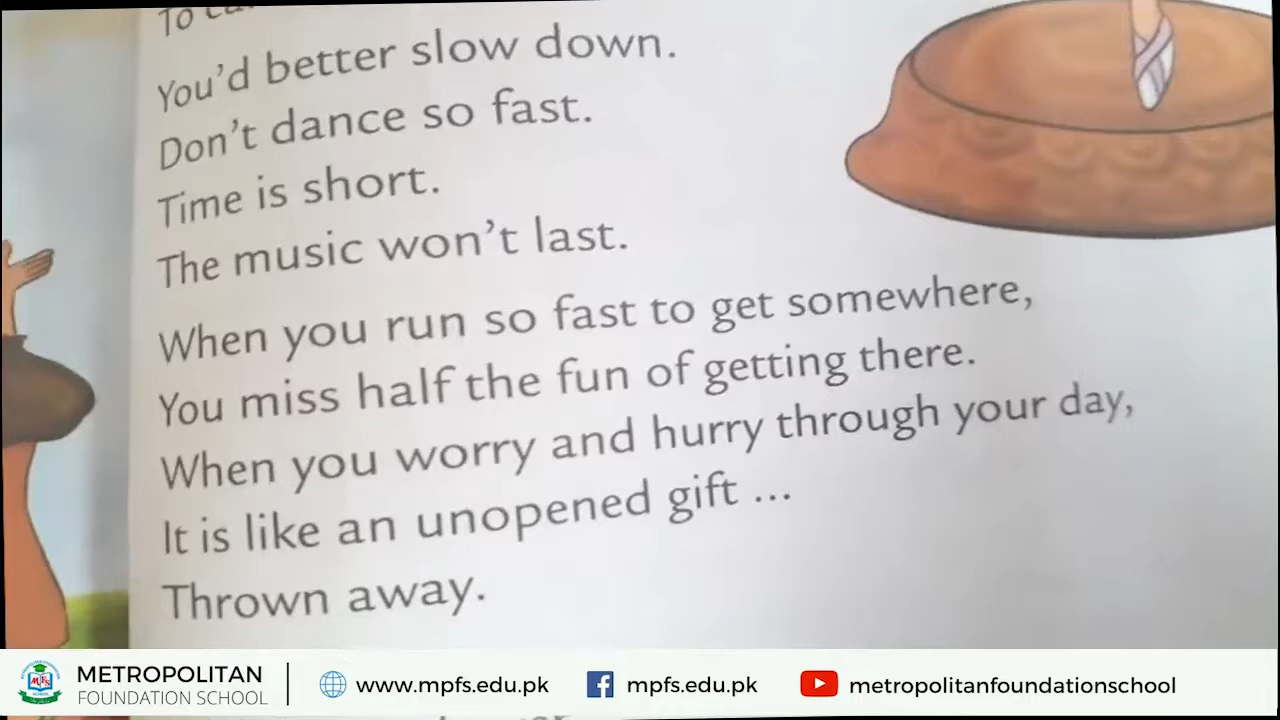 To
You'd better slow down.
Don't dance so fast.
Time is short.
The music won't last.
When you run so fast to get somewhere,
You miss half the fun of getting there.
When you worry and hurry through your day,
It is like an unopened gift ...
Thrown away.
METROPOLITAN
FOUNDATION SCHOOL
www.mpfs.edu.pk
mpfs.edu.pk
metropolitanfoundationschool